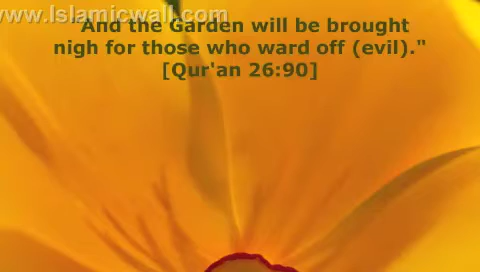 www.Islamicwall.com
"And the Garden will be brought
nigh for those who ward off (evil)."
[Qur'an 26:90]